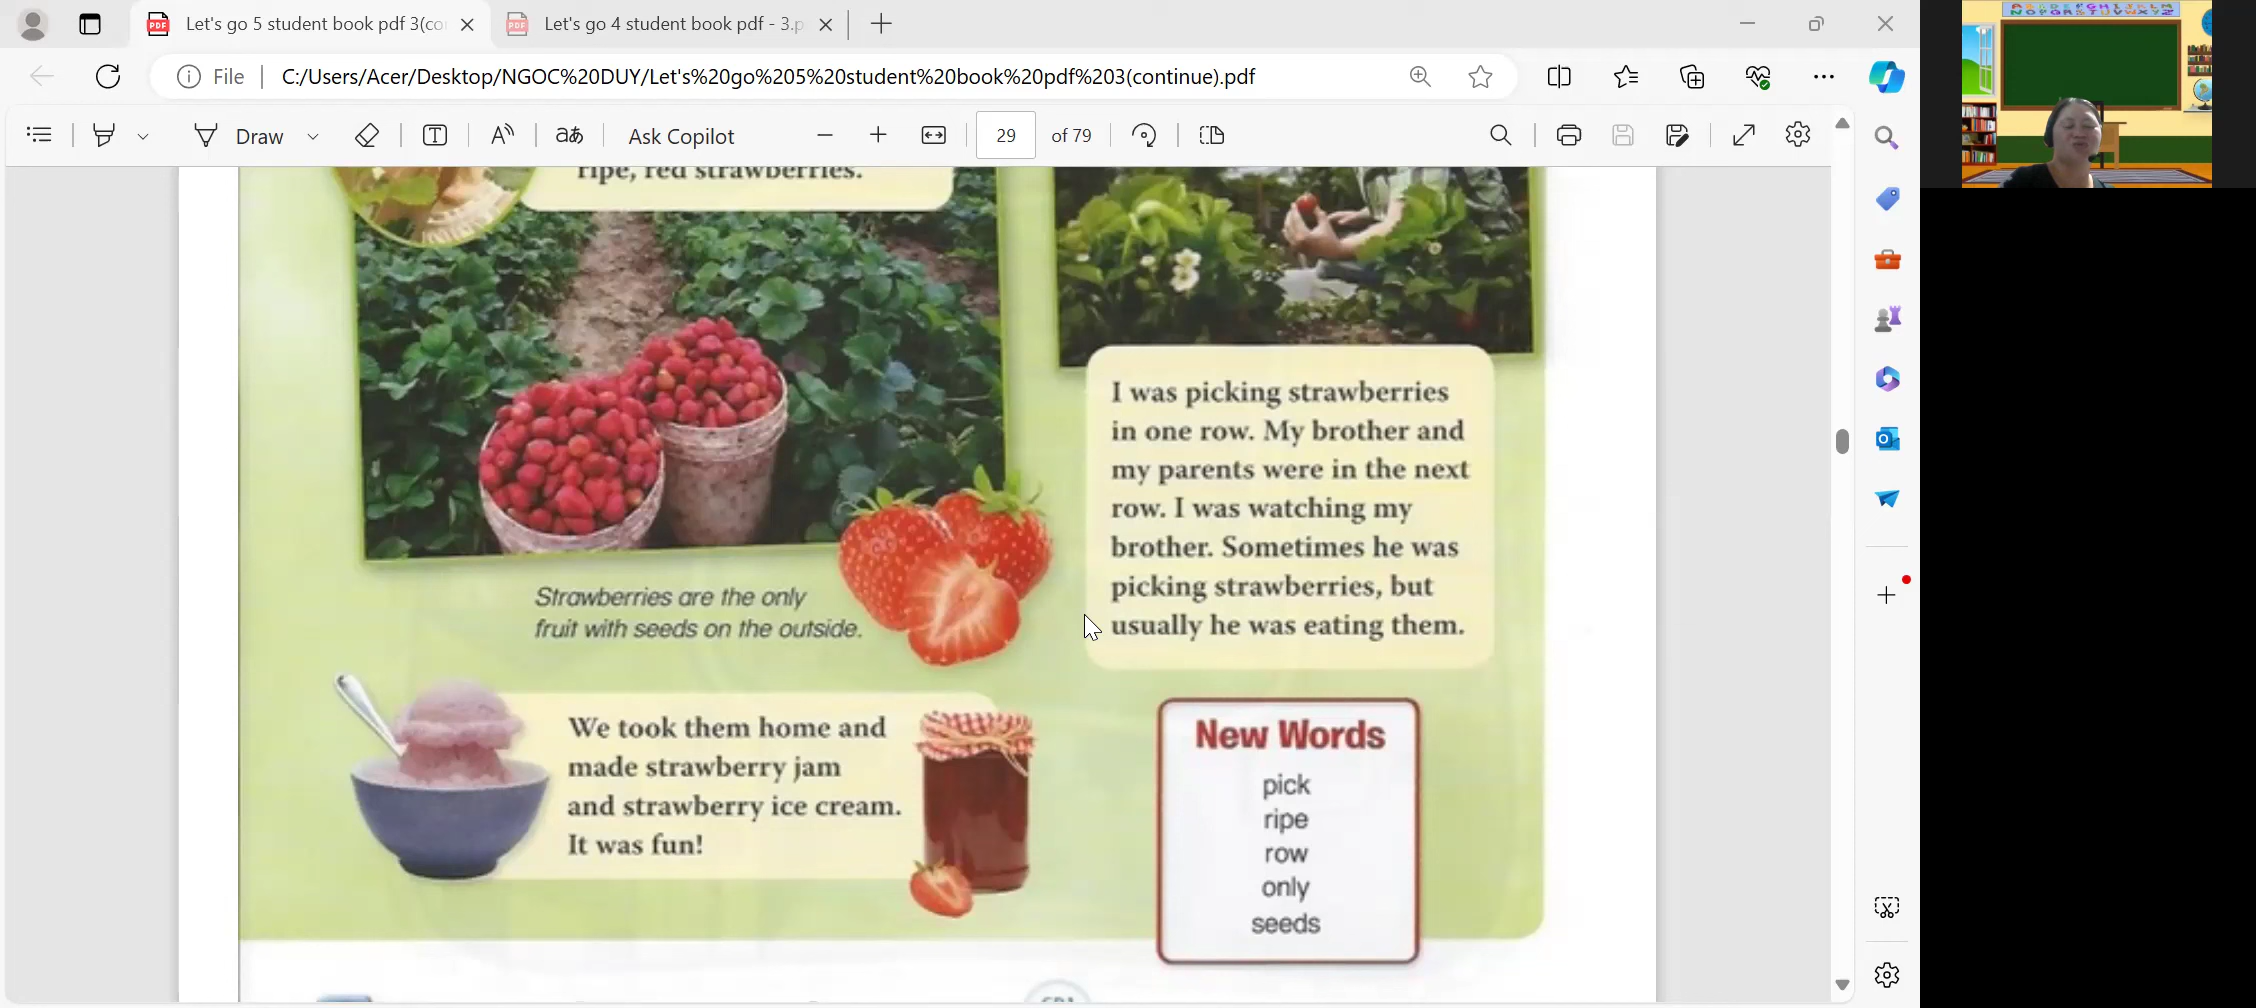 Let's go 5 student book pdf 3(co
Let's go 4 student book pdf - 3.p
File
C:/Users/Acer/Desktop/NGOC%20DUY/Let's%20go%205%20student%20book%20pdf%203(continue).pdf
Draw
Ask Copilot
29
of 79
ripe, red strawberries.
I was picking strawberries
in one row. My brother and
my parents were in the next
row. I was watching my
brother. Sometimes he was
picking strawberries, but
usually he was eating them.
Strawberries are the only
fruit with seeds on the outside.
We took them home and
made strawberry jam
and strawberry ice cream.
It was fun!
New Words
pick
ripe
row
only
seeds